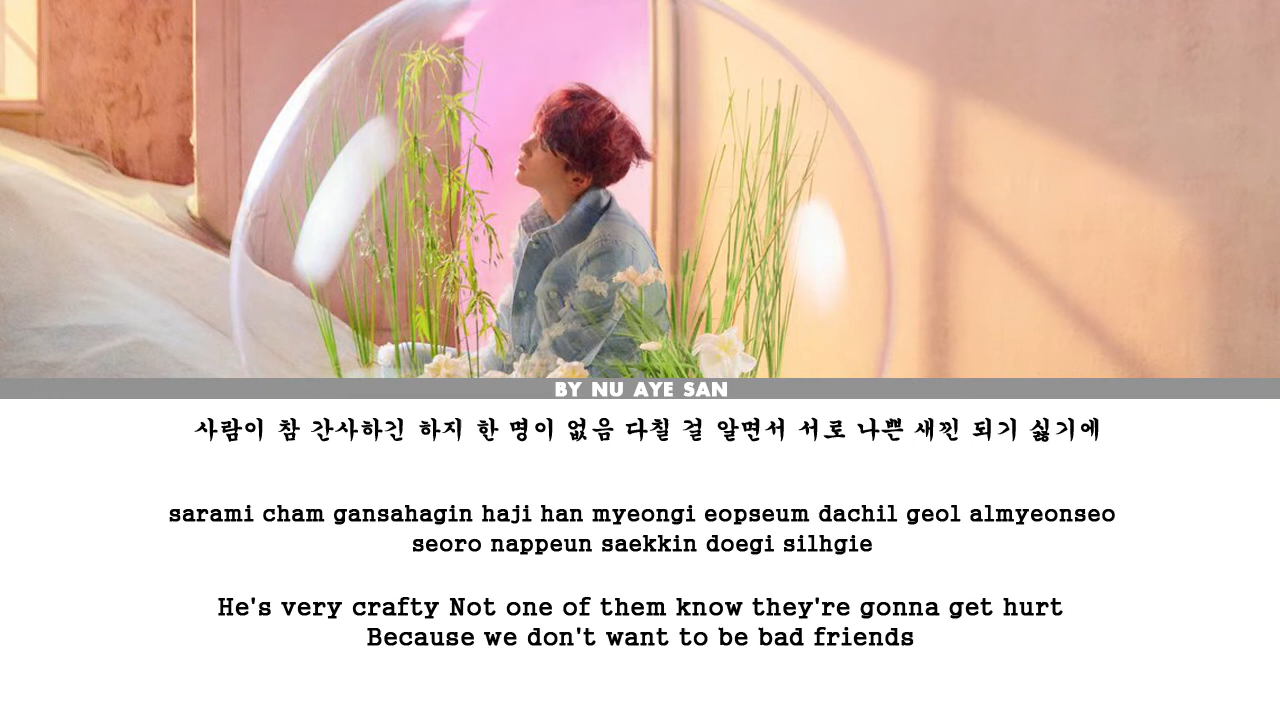 BY NU AYE SAN
사람이 참 간사하긴 하지 한 명이 없음 다칠 걸 알면서 서로 나쁜 새낀 되기 싫기에
sarami cham gansahagin haji han myeongi eopseum dachil geol almyeonseo
seoro nappeun saekkin doegi silhgie
He's very crafty Not one of them know they're gonna get hurt
Because we don't want to be bad friends